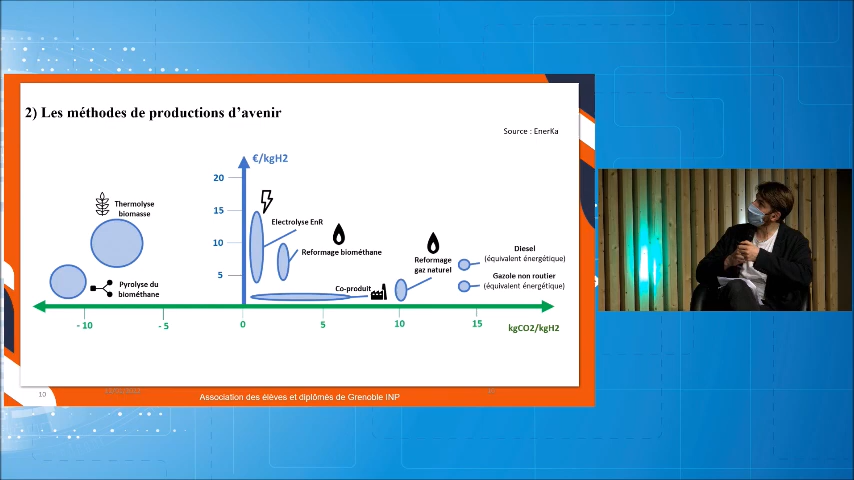 2) Les méthodes de productions d’avenir
Source : EnerKa
€/kgH2
20
15
10
5
Thermolyse
biomasse
Pyrolyse du
biométhane
Electrolyse EnR
Reformage biométhane
Co-produit
Reformage
gaz naturel
Diesel
(équivalent énergétique)
Gazole non routier
(équivalent énergétique)
- 10
- 5
0
5
10
15
kgCO2/kgH2
10
Association des élèves et diplômés de Grenoble INP